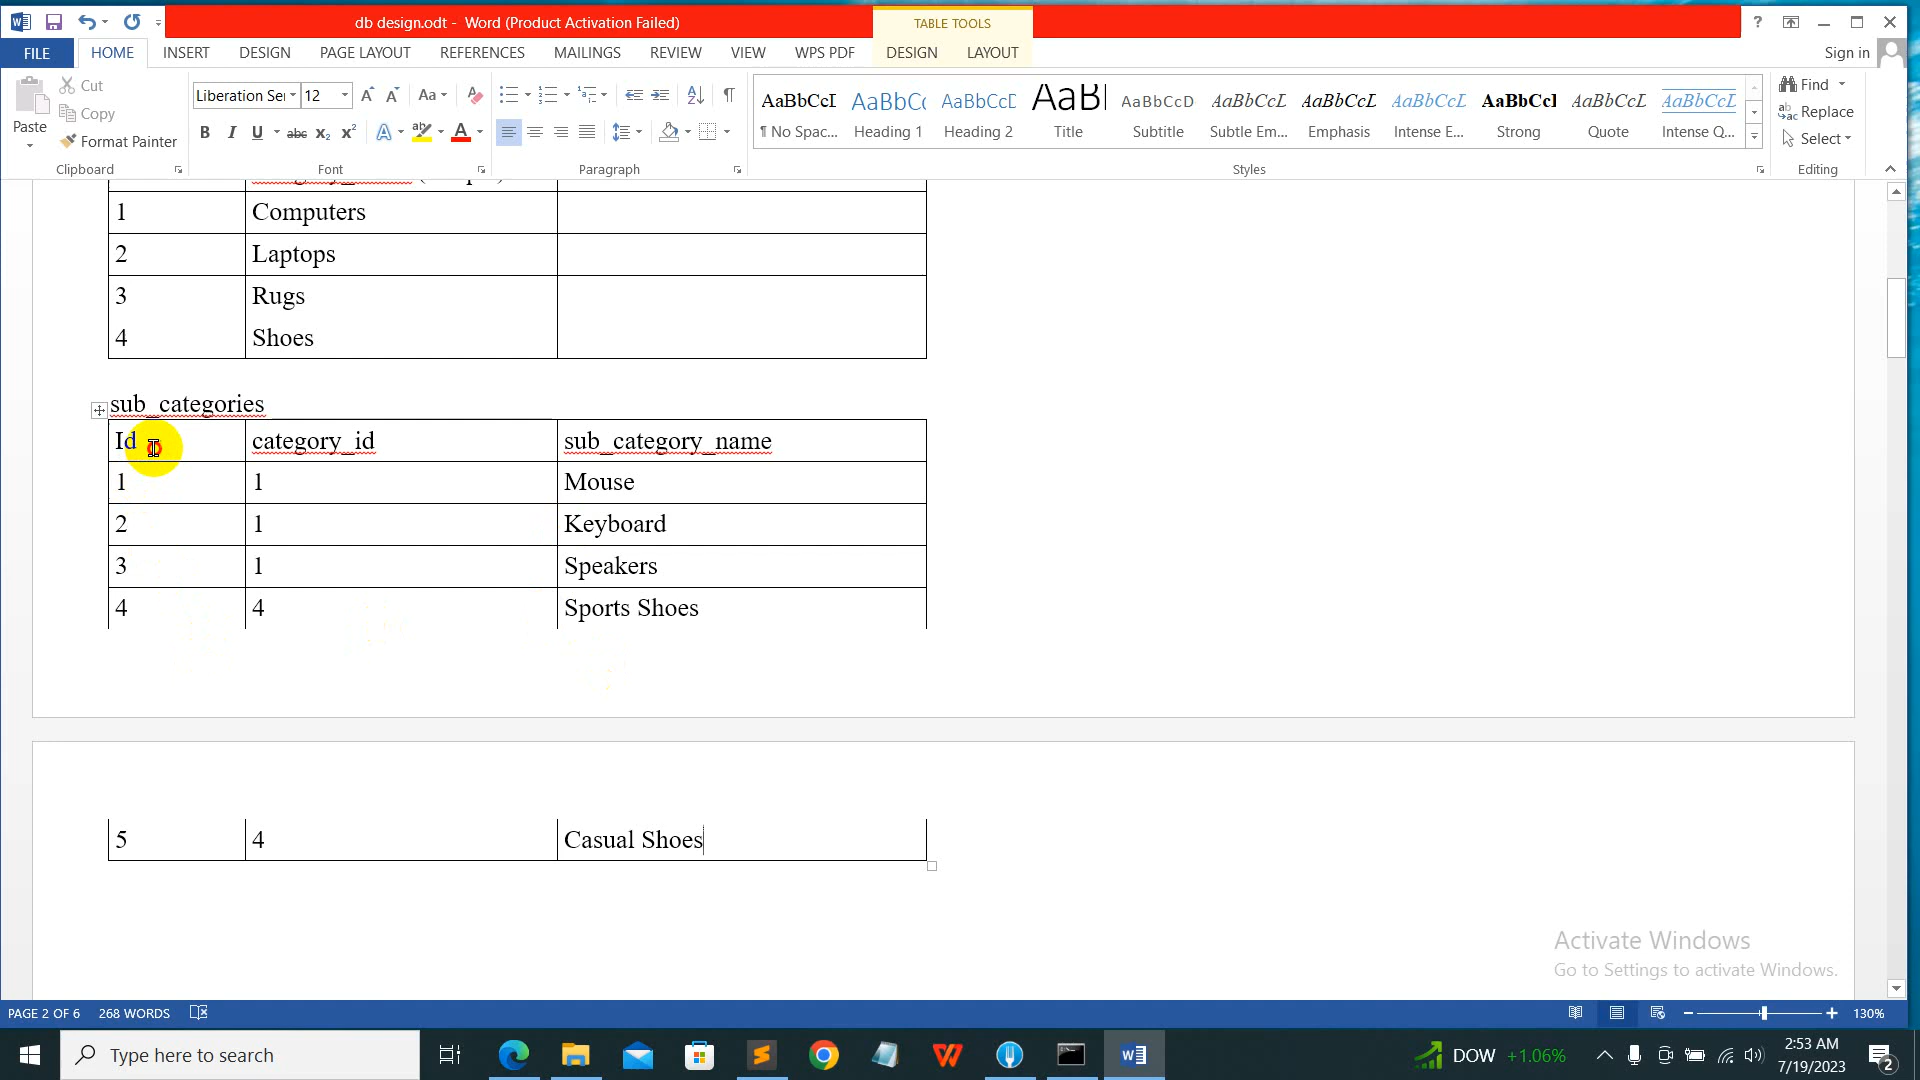 db design.odt - Word (Product Activation Failed)
TABLE TOOLS
?
FILE HOME INSERT DESIGN PAGE LAYOUT REFERENCES MAILINGS REVIEW VIEW WPS PDF DESIGN LAYOUT Sign in
Paste
Cut
Copy
Format Painter
Clipboard
Liberation Se 12
Font
Paragraph
AaBbCcI AaBbC AaBbCcD AaB AaBbCcD AaBbCcL AaBbCcL AaBbCcL AaBbCcI AaBbCcL AaBbCcL
¶ No Spac... Heading 1 Heading 2 Title Subtitle Subtle Em... Emphasis Intense E... Strong Quote Intense Q...
Styles
Find
Replace
Select
Editing
1 Computers
2 Laptops
3 Rugs
4 Shoes
sub_categories
Id category_id sub_category_name
1 1 Mouse
2 1 Keyboard
3 1 Speakers
4 4 Sports Shoes
5 4 Casual Shoes
Activate Windows
Go to Settings to activate Windows.
PAGE 2 OF 6 268 WORDS 130%
Type here to search
DOW +1.06%
2:53 AM
7/19/2023
2